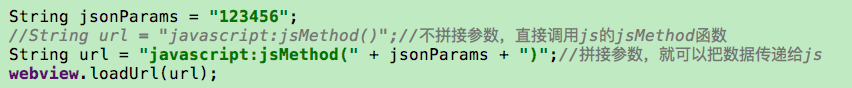 String jsonParams = "123456";
//String url = "javascript:jsMethod()";//不拼接参数，直接调用js的jsMethod函数
String url = "javascript:jsMethod(" + jsonParams + ")";//拼接参数，就可以把数据传递给js
webview.loadUrl(url);